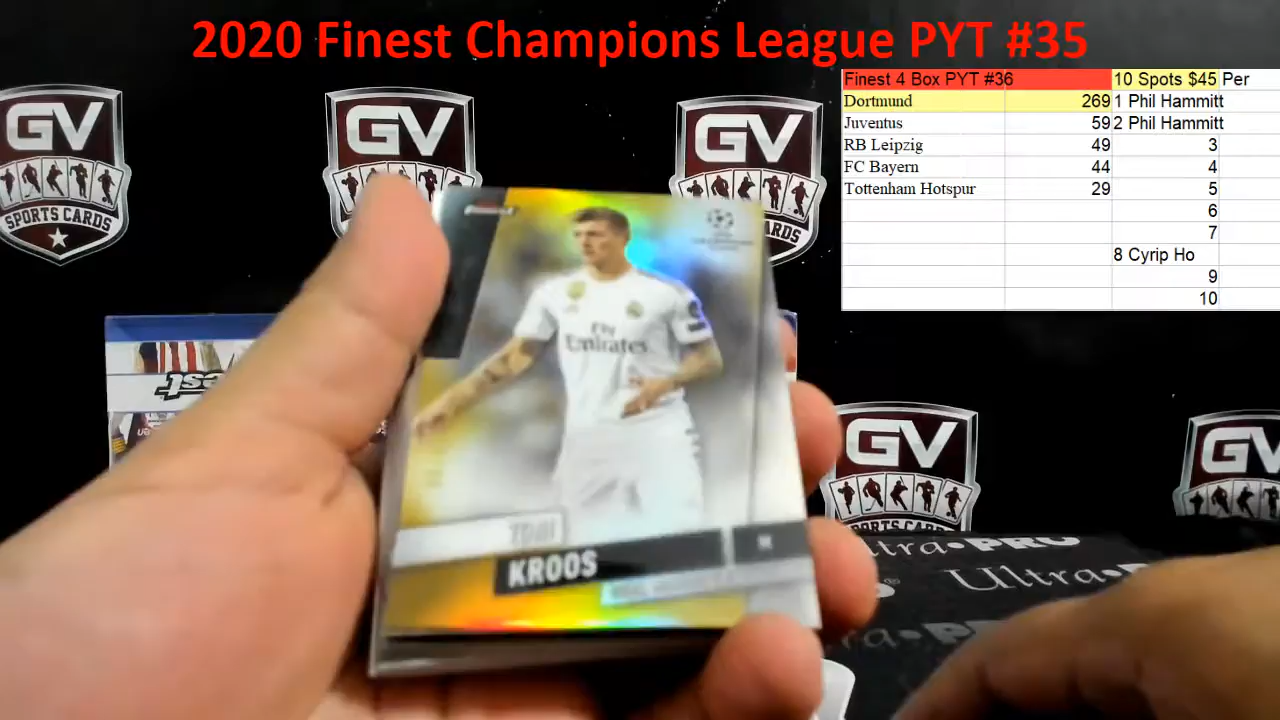 2020 Finest Champions League PYT #35
Finest 4 Box PYT #36 10 Spots $45 Per
Dortmund 269 1 Phil Hammitt
Juventus 59 2 Phil Hammitt
RB Leipzig 49 3
FC Bayern 44 4
Tottenham Hotspur 29 5
6
7
8 Cyrip Ho
9
10
GV
SPORTS CARDS
GV
GV
RDS
Fly
Emirates
TONI
KROOS
GV
SPORTS CARDS
GV
SPORTS
Ultra PRO
Ultra